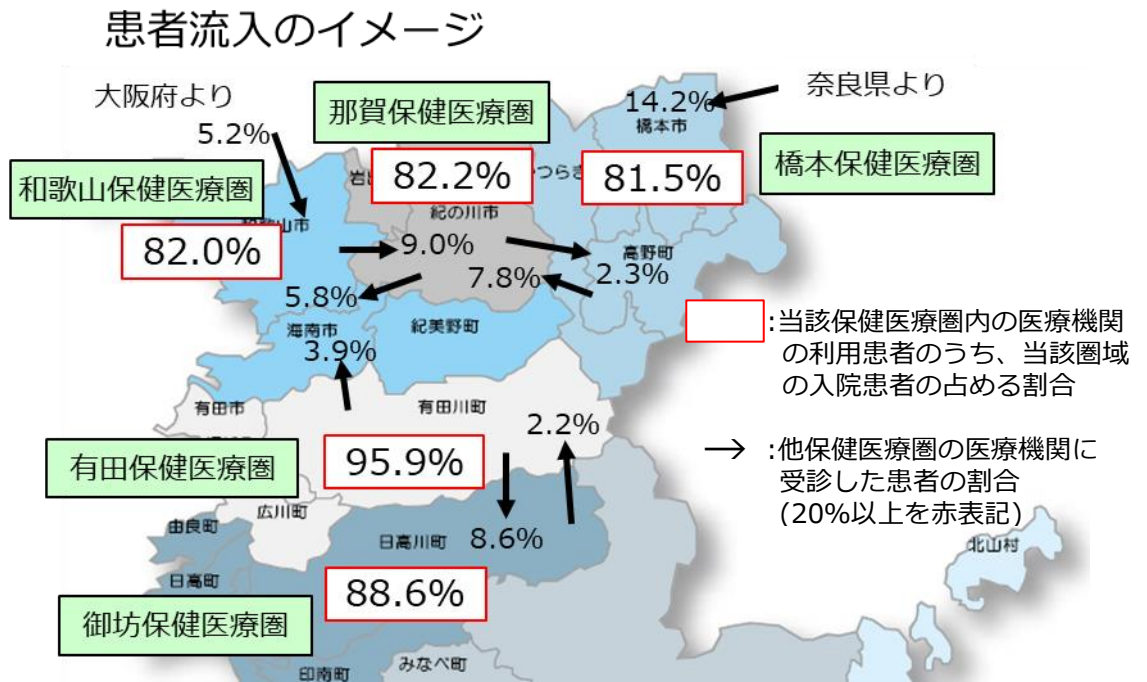 患者流入のイメージ
大阪府より
5.2%
那賀保健医療圏
14.2%
橋本市
奈良県より
和歌山保健医療圏
82.2%
つらぎ
81.5%
橋本保健医療圏
岩出
紀の川市
山市
82.0%
9.0%
高野町
7.8%
2.3%
5.8%
海南市
紀美野町
3.9%
:当該保健医療圏内の医療機関
の利用患者のうち、当該圏域
の入院患者の占める割合
有田市
有田川町
2.2%
有田保健医療圏
95.9%
→ :他保健医療圏の医療機関に
受診した患者の割合
(20%以上を赤表記)
広川町
由良町
日高川町
8.6%
北山村
日高町
88.6%
御坊保健医療圏
印南町
みなべ町